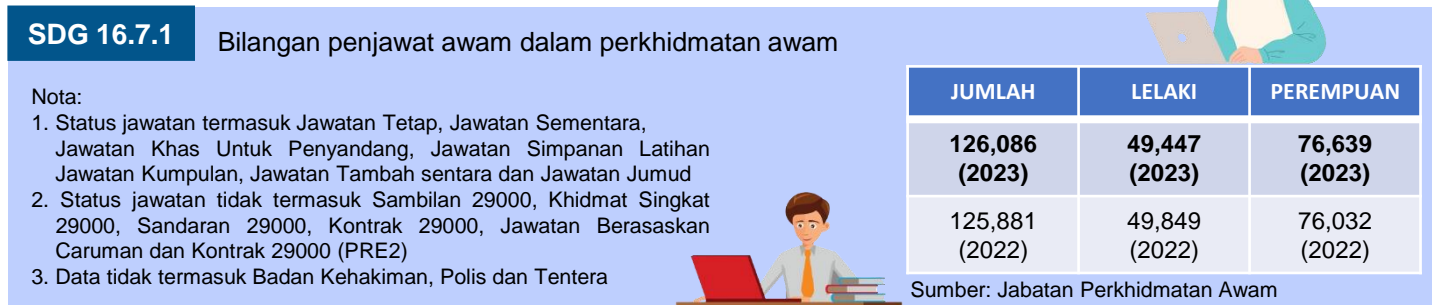 SDG 16.7.1
Bilangan penjawat awam dalam perkhidmatan awam
Nota:
1. Status jawatan termasuk Jawatan Tetap, Jawatan Sementara,
Jawatan Khas Untuk Penyandang, Jawatan Simpanan Latihan
Jawatan Kumpulan, Jawatan Tambah sentara dan Jawatan Jumud
2. Status jawatan tidak termasuk Sambilan 29000, Khidmat Singkat
29000, Sandaran 29000, Kontrak 29000, Jawatan Berasaskan
Caruman dan Kontrak 29000 (PRE2)
3. Data tidak termasuk Badan Kehakiman, Polis dan Tentera
JUMLAH LELAKI PEREMPUAN
126,086 49,447 76,639
(2023) (2023) (2023)
125,881 49,849 76,032
(2022) (2022) (2022)
Sumber: Jabatan Perkhidmatan Awam